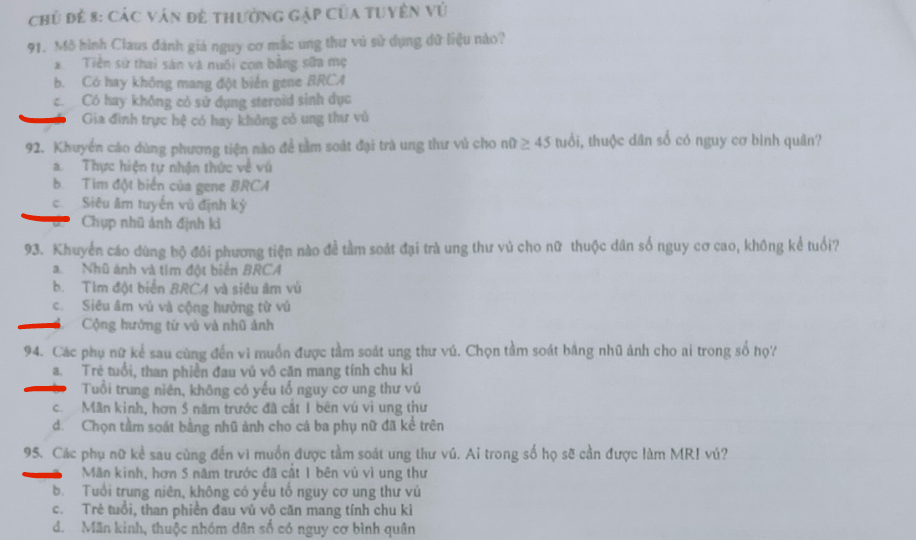 CHỦ ĐỀ 8: CÁC VẤN ĐỀ THƯỜNG GẶP CỦA TUYẾN VÚ
91. Mô hình Claus đánh giá nguy cơ mắc ung thư vú sử dụng dữ liệu nào?
a. Tiền sử thai sản và nuôi con bằng sữa mẹ
b. Có hay không mang đột biến gene BRCA
c. Có hay không có sử dụng steroid sinh dục
Gia đình trực hệ có hay không có ung thư vú
92. Khuyến cáo dùng phương tiện nào để tầm soát đại trà ung thư vú cho nữ ≥ 45 tuổi, thuộc dân số có nguy cơ bình quân?
a. Thực hiện tự nhận thức về vú
b. Tìm đột biến của gene BRCA
c. Siêu âm tuyến vú định kỳ
d. Chụp nhũ ảnh định kì
93. Khuyến cáo dùng bộ đôi phương tiện nào để tầm soát đại trà ung thư vú cho nữ thuộc dân số nguy cơ cao, không kể tuổi?
a. Nhũ ảnh và tìm đột biến BRCA
b. Tìm đột biến BRCA và siêu âm vú
c. Siêu âm vú và cộng hưởng từ vú
Cộng hưởng từ vú và nhũ ảnh
94. Các phụ nữ kể sau cùng đến vì muốn được tầm soát ung thư vú. Chọn tầm soát bằng nhũ ảnh cho ai trong số họ?
a. Trẻ tuổi, than phiền đau vú vô căn mang tính chu kì
Tuổi trung niên, không có yếu tố nguy cơ ung thư vú
c. Mãn kinh, hơn 5 năm trước đã cắt 1 bên vú vì ung thư
d. Chọn tầm soát bằng nhũ ảnh cho cả ba phụ nữ đã kể trên
95. Các phụ nữ kể sau cùng đến vì muốn được tầm soát ung thư vú. Ai trong số họ sẽ cần được làm MRI vú?
Mãn kinh, hơn 5 năm trước đã cắt 1 bên vú vì ung thư
b. Tuổi trung niên, không có yếu tố nguy cơ ung thư vú
c. Trẻ tuổi, than phiền đau vú vô căn mang tính chu kì
d. Mãn kinh, thuộc nhóm dân số có nguy cơ bình quân